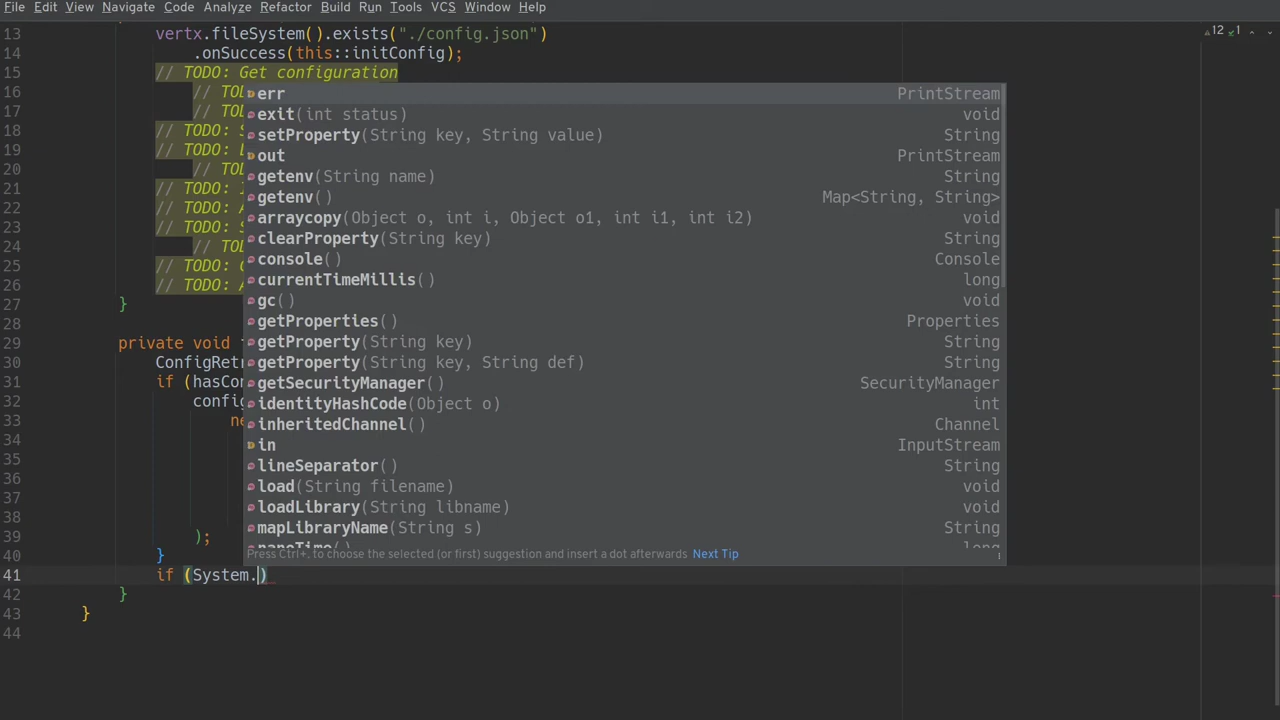 File Edit View Navigate Code Analyze Refactor Build Run Tools VCS Window Help
13 vertx.fileSystem().exists("./config.json")
12 1
14 .onSuccess(this::initConfig);
15 // TODO: Get configuration
16 // TO
err PrintStream
17 // TO
exit(int status) void
18 // TODO: S
setProperty(String key, String value) String
19 // TODO:
out PrintStream
20 // TO
getenv(String name) String
21 // TODO: I
getenv() Map<String, String>
22 // TODO: A
arraycopy(Object o, int i, Object o1, int i1, int i2) void
23 // TODO: S
clearProperty(String key) String
24 // TO
console() Console
25 // TODO:
currentTimeMillis() long
26 // TODO: A
gc() void
27 }
getProperties() Properties
28
getProperty(String key) String
29 private void
getProperty(String key, String def) String
30 ConfigRet
getSecurityManager() SecurityManager
31 if (hasCon
identityHashCode(Object o) int
32 config
inheritedChannel() Channel
33 ne
in InputStream
34
lineSeparator() String
35
load(String filename) void
36
loadLibrary(String libname) void
37
mapLibraryName(String s) String
38
nanoTime() long
39 );
40 }
Press Ctrl+, to choose the selected (or first) suggestion and insert a dot afterwards Next Tip
41 if (System.)
42 }
43 }
44